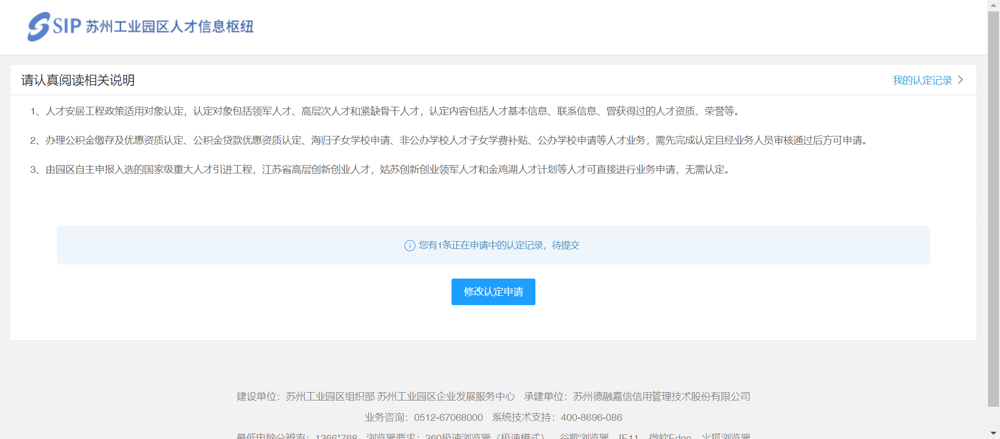 SIP 苏州工业园区人才信息枢纽
请认真阅读相关说明
我的认定记录
1、人才安居工程政策适用对象认定，认定对象包括领军人才、高层次人才和紧缺骨干人才，认定内容包括人才基本信息、联系信息、曾获得过的人才资质、荣誉等。
2、办理公积金缴存及优惠资质认定、公积金贷款优惠资质认定、海归子女学校申请、非公办学校人才子女学费补贴、公办学校申请等人才业务，需先完成认定且经业务人员审核通过后方可申请。
3、由园区自主申报入选的国家级重大人才引进工程，江苏省高层创新创业人才，姑苏创新创业领军人才和金鸡湖人才计划等人才可直接进行业务申请，无需认定。
您有1条正在申请中的认定记录，待提交
修改认定申请
建设单位：苏州工业园区组织部 苏州工业园区企业发展服务中心 承建单位：苏州德融嘉信信用管理技术股份有限公司
业务咨询：0512-67068000 系统技术支持：400-8696-086
最低电脑分辨率：1366*768 浏览器要求：360极速浏览器（极速模式）、谷歌浏览器、IE11、微软Edge、火狐浏览器